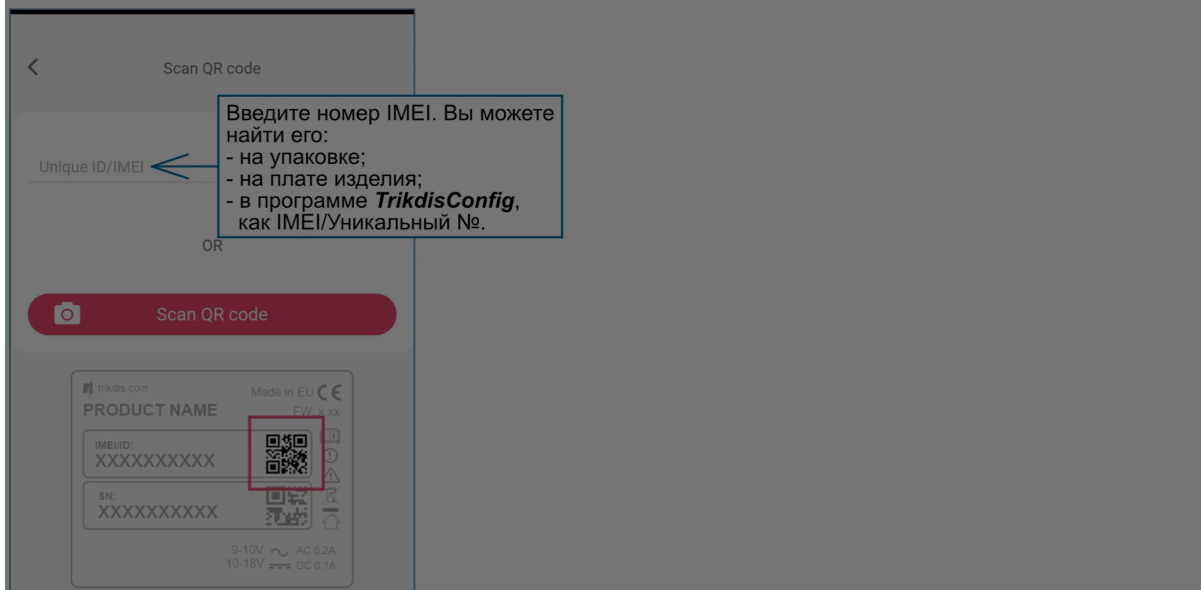 Scan QR code
Введите номер IMEI. Вы можете
найти его:
- на упаковке;
- на плате изделия;
- в программе TrikdisConfig,
как IMEI/Уникальный №.
Unique ID/IMEI
OR
Scan QR code
trikdis.com
Made in EU CE
PRODUCT NAME
FW: x.xx
IMEI/ID:
XXXXXXXXXX
SN:
XXXXXXXXXX
9-10V AC 0.2A
10-18V DC 0.1A